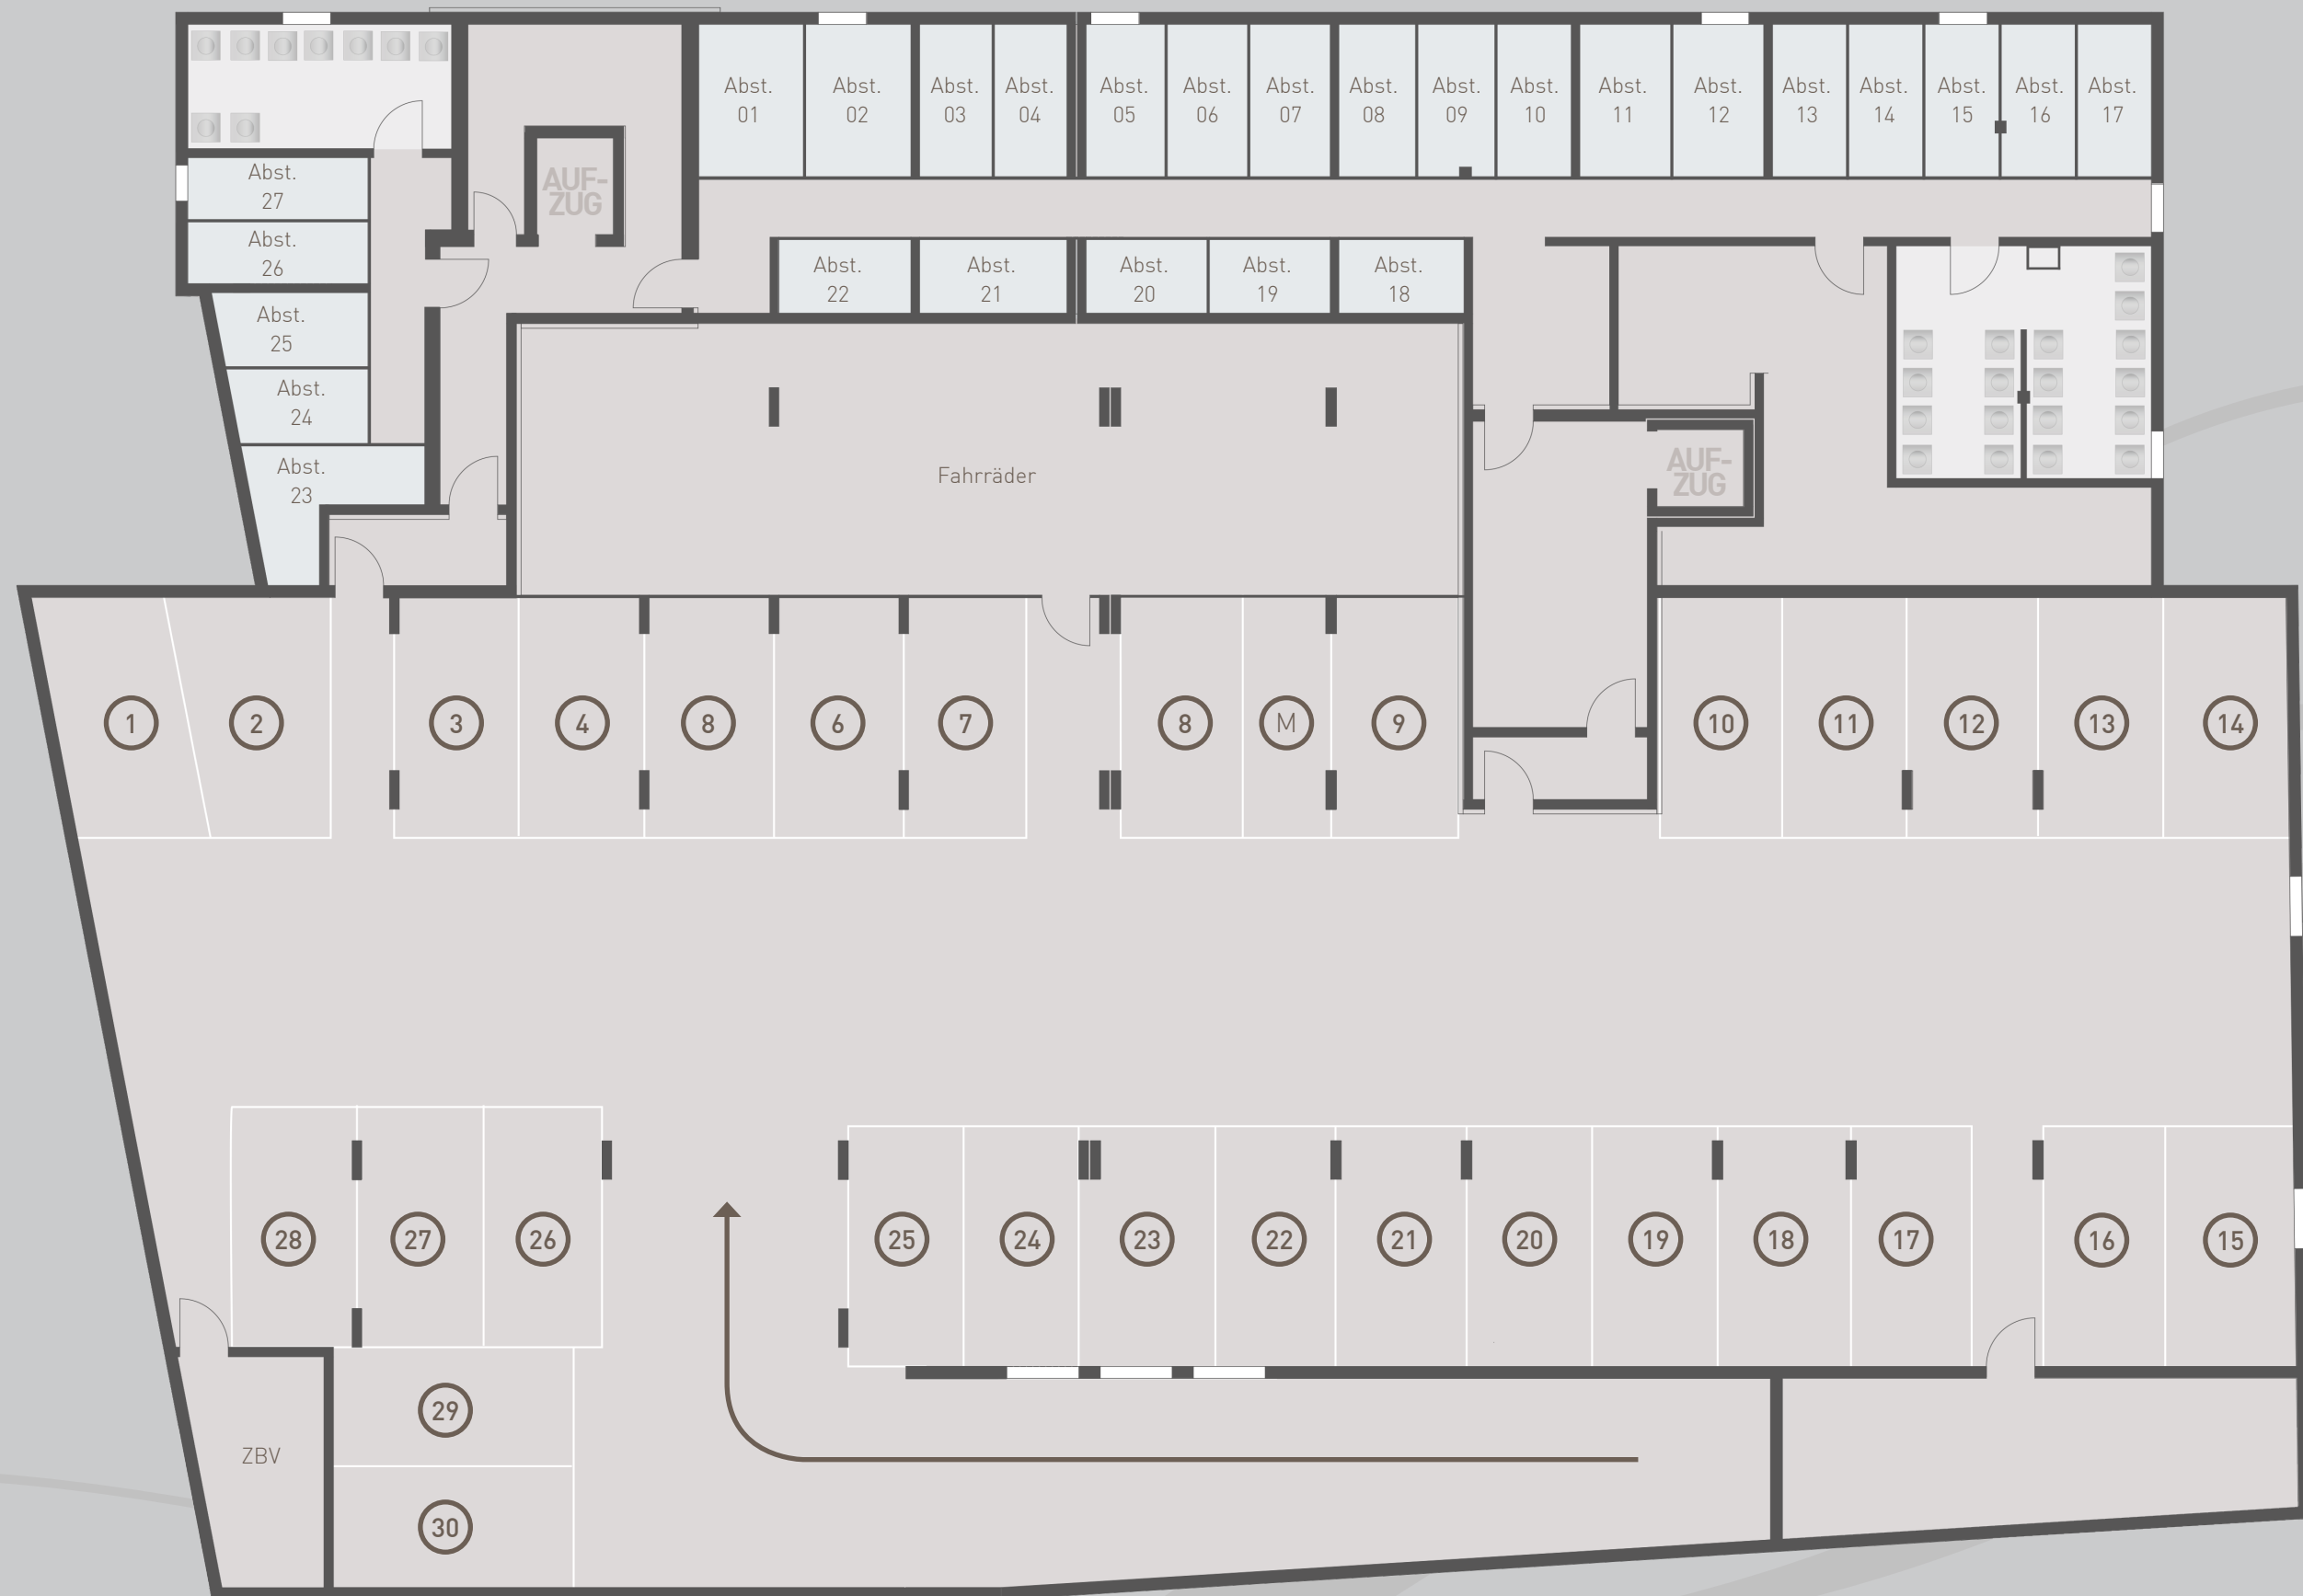 Abst.
01
Abst.
02
Abst.
03
Abst.
04
Abst.
05
Abst.
06
Abst.
07
Abst.
08
Abst.
09
Abst.
10
Abst.
11
Abst.
12
Abst.
13
Abst.
14
Abst.
15
Abst.
16
Abst.
17
Abst.
27
AUF-
ZUG
Abst.
26
Abst.
22
Abst.
21
Abst.
20
Abst.
19
Abst.
18
Abst.
25
Abst.
24
Abst.
23
Fahrräder
AUF-
ZUG
1
2
3
4
8
6
7
8
M
9
10
11
12
13
14
28
27
26
25
24
23
22
21
20
19
18
17
16
15
29
ZBV
30